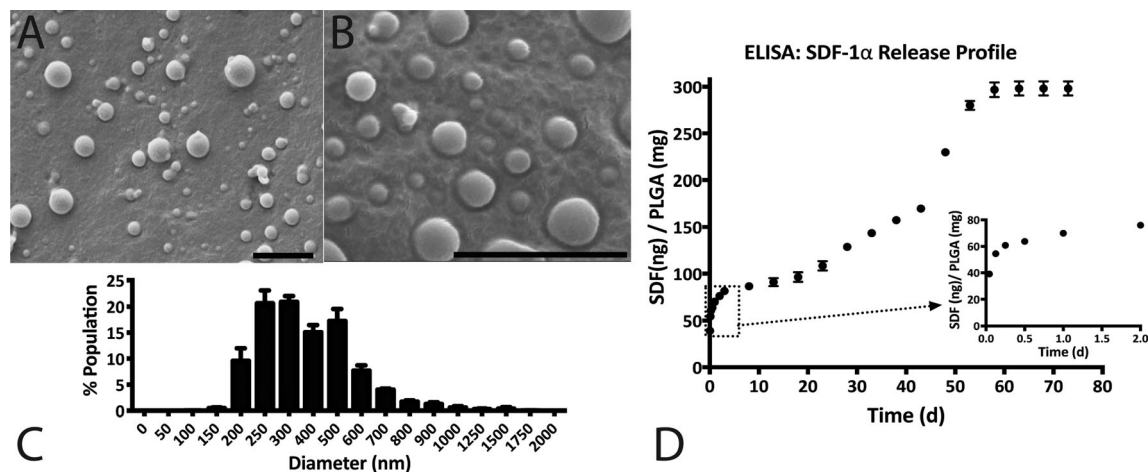 A
B
25
20
15
10
5
0
% Population
0 50 100 150 200 250 300 400 500 600 700 800 900 1000 1250 1500 1750 2000
Diameter (nm)
C
ELISA: SDF-1α Release Profile
300
250
200
150
100
50
0
SDF(ng) / PLGA (mg)
0 10 20 30 40 50 60 70 80
Time (d)
80
60
40
20
0
SDF (ng)/ PLGA (mg)
0.0 0.5 1.0 1.5 2.0
Time (d)
D